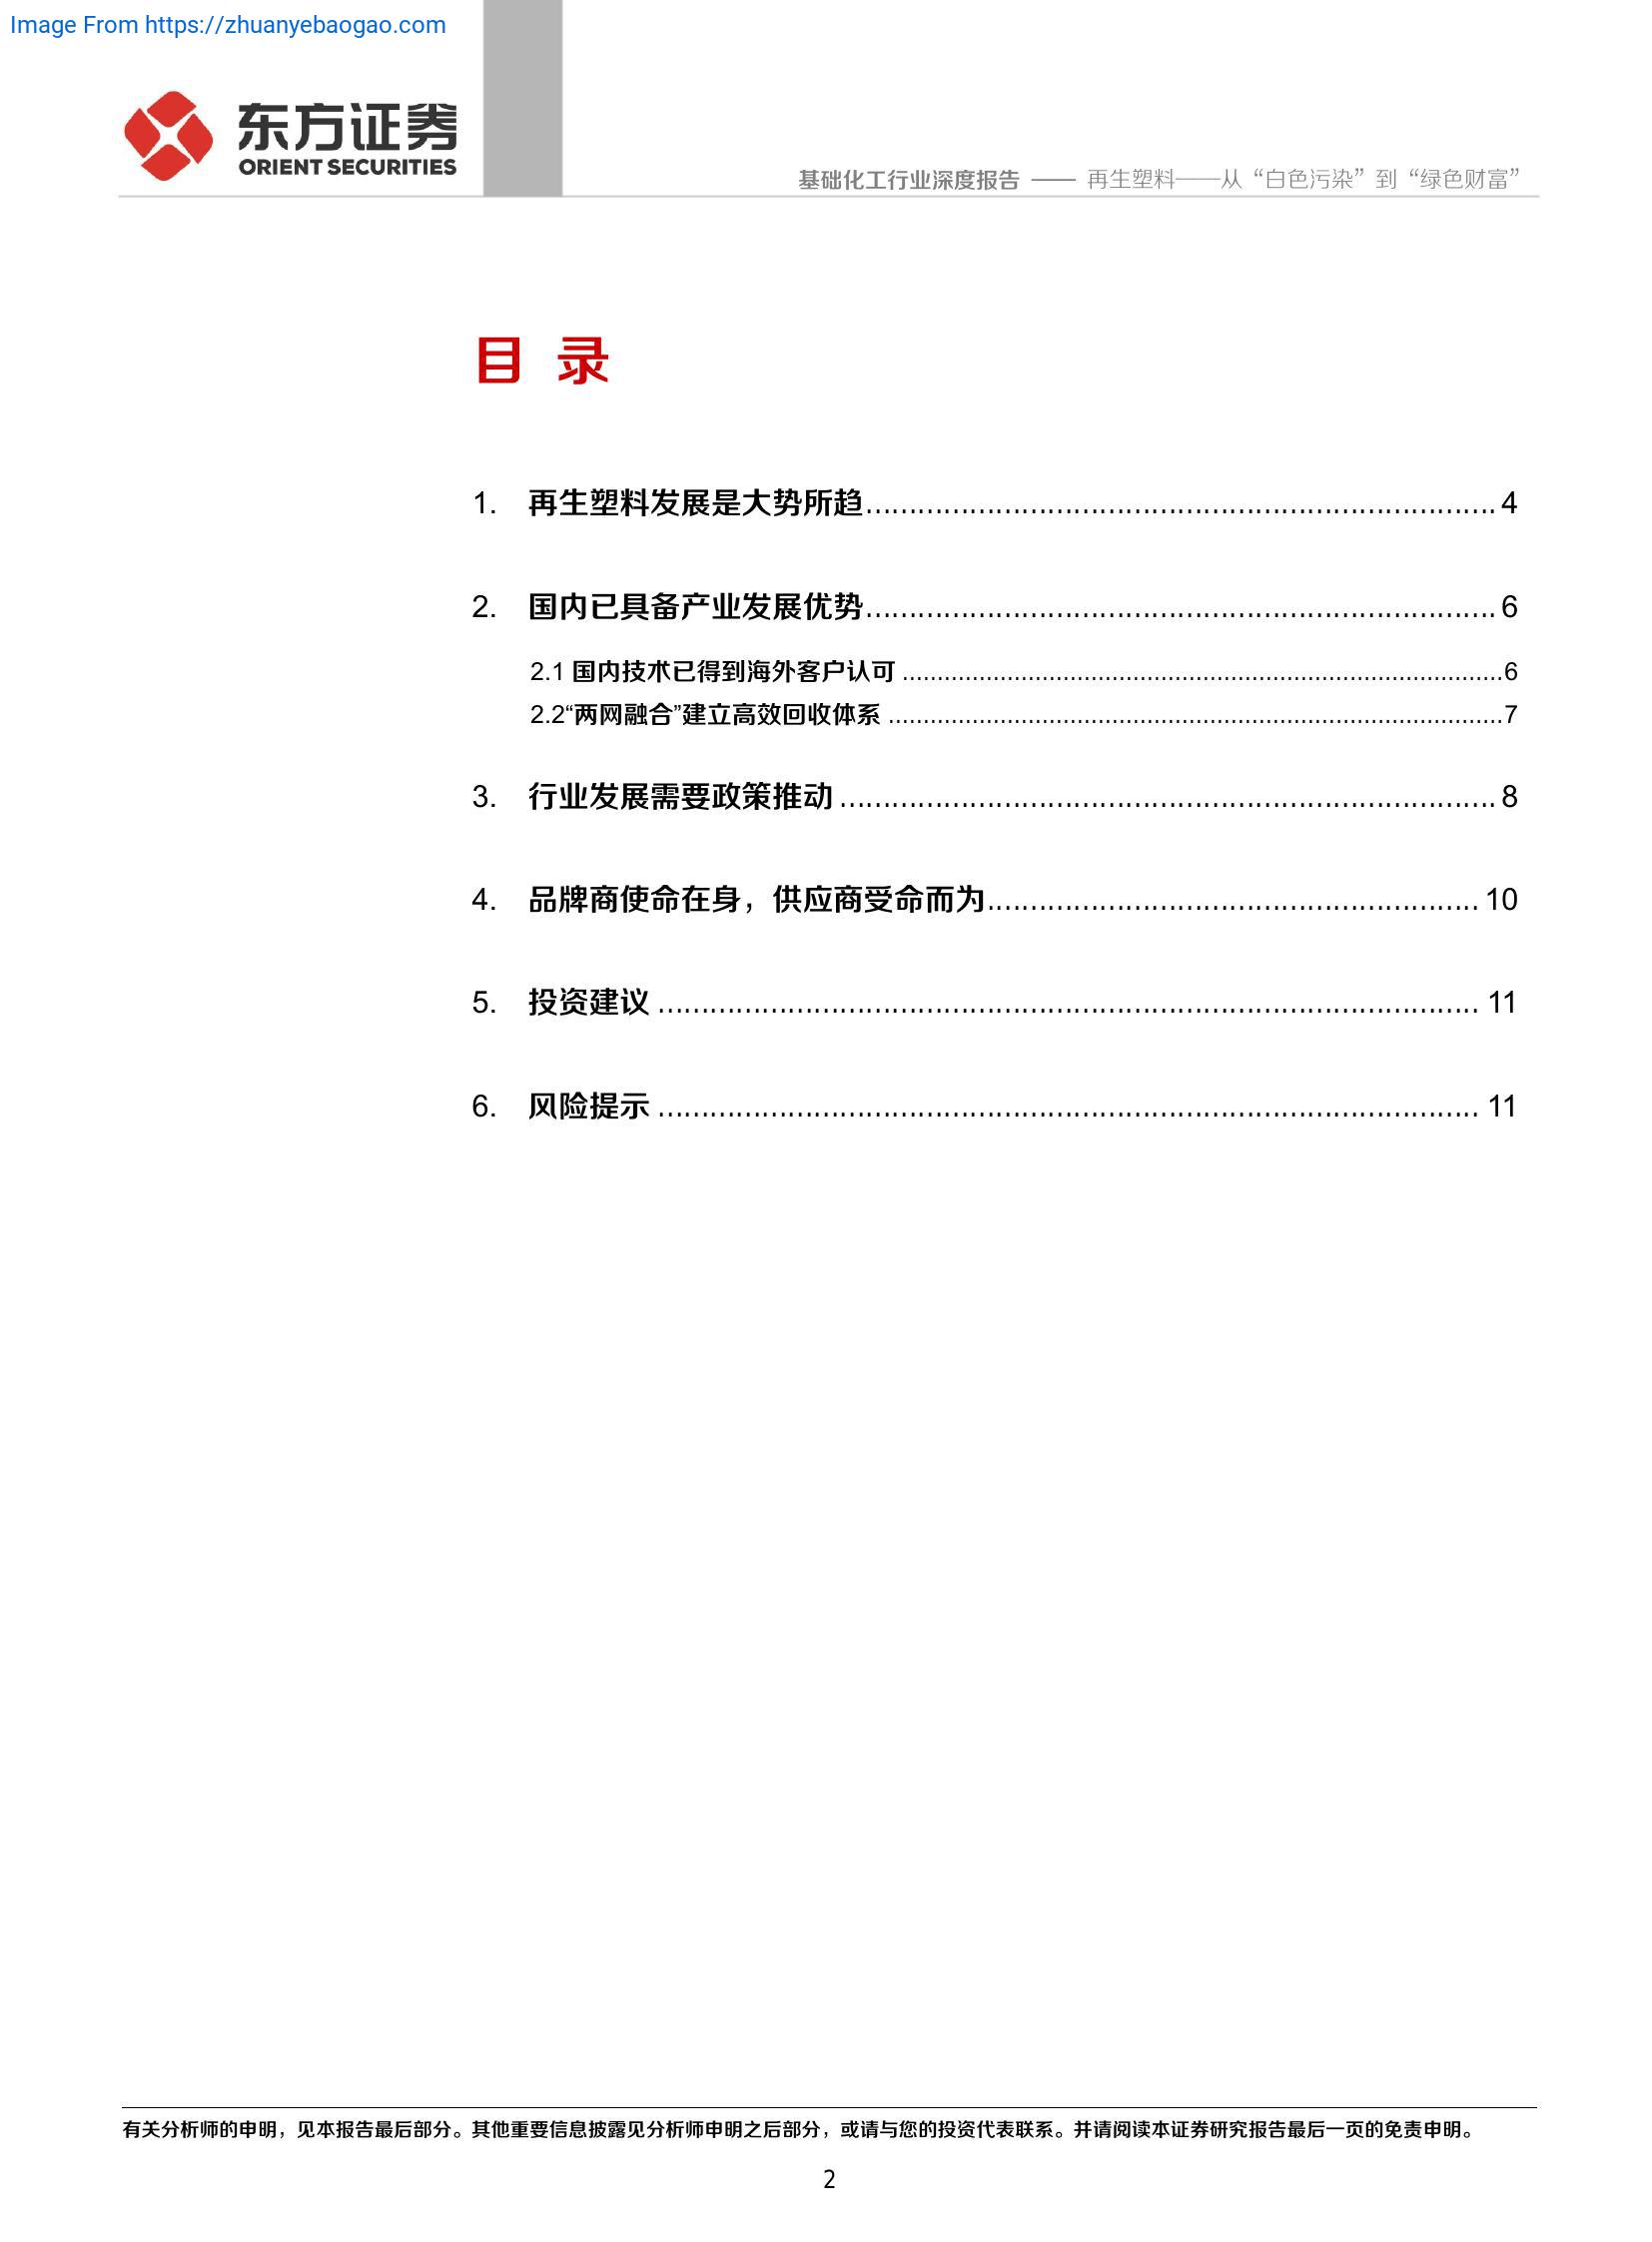 Image From https://zhuanyebaogao.com
东方证券
ORIENT SECURITIES
基础化工行业深度报告 —— 再生塑料——从“白色污染”到“绿色财富”
目 录
1. 再生塑料发展是大势所趋........................................................................ 4
2. 国内已具备产业发展优势........................................................................ 6
2.1 国内技术已得到海外客户认可 ......................................................................................6
2.2“两网融合”建立高效回收体系 ........................................................................................7
3. 行业发展需要政策推动 ........................................................................... 8
4. 品牌商使命在身，供应商受命而为........................................................ 10
5. 投资建议 .............................................................................................. 11
6. 风险提示 .............................................................................................. 11
有关分析师的申明，见本报告最后部分。其他重要信息披露见分析师申明之后部分，或请与您的投资代表联系。并请阅读本证券研究报告最后一页的免责申明。
2